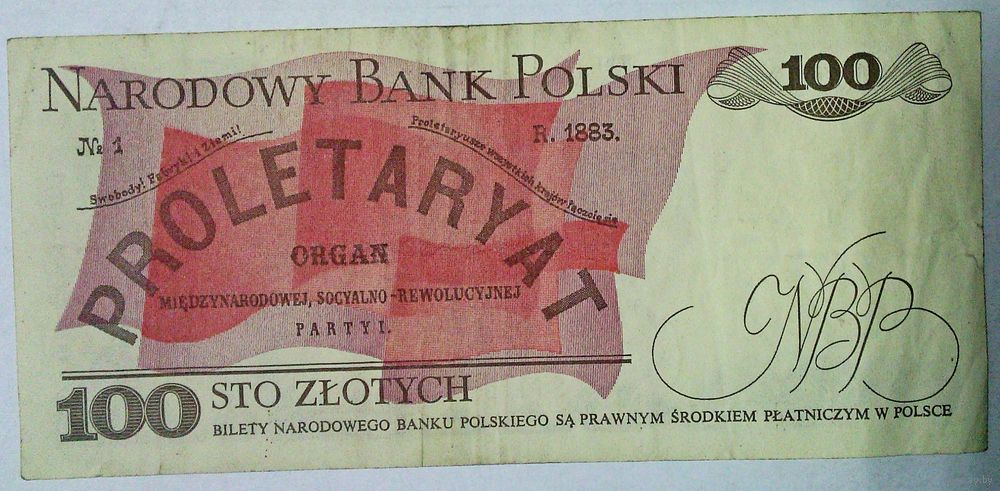 NARODOWY BANK POLSKI
100
№ 1
R. 1883.
Swobody! Fabryki i Ziemi!
Proletaryusze wszystkich krajów łączcie się
PROLETARYAT
ORGAN
MIĘDZYNARODOWEJ, SOCYALNO-REWOLUCYJNEJ
PARTYI.
NBP
100 STO ZŁOTYCH
BILETY NARODOWEGO BANKU POLSKIEGO SĄ PRAWNYM ŚRODKIEM PŁATNICZYM W POLSCE